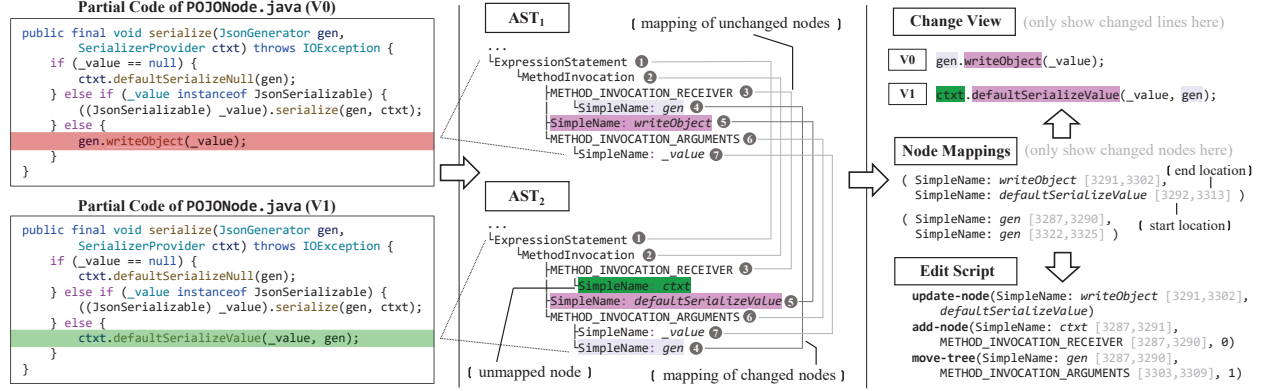 Partial Code of POJONode.java (V0)
public final void serialize(JsonGenerator gen,
SerializerProvider ctxt) throws IOException {
if (_value == null) {
ctxt.defaultSerializeNull(gen);
} else if (_value instanceof JsonSerializable) {
((JsonSerializable) _value).serialize(gen, ctxt);
} else {
gen.writeObject(_value);
}
}
Partial Code of POJONode.java (V1)
public final void serialize(JsonGenerator gen,
SerializerProvider ctxt) throws IOException {
if (_value == null) {
ctxt.defaultSerializeNull(gen);
} else if (_value instanceof JsonSerializable) {
((JsonSerializable) _value).serialize(gen, ctxt);
} else {
ctxt.defaultSerializeValue(_value, gen);
}
}
AST1
mapping of unchanged nodes
...
ExpressionStatement 1
MethodInvocation 2
METHOD_INVOCATION_RECEIVER 3
SimpleName: gen 4
SimpleName: writeObject 5
METHOD_INVOCATION_ARGUMENTS 6
SimpleName: _value 7
AST2
...
ExpressionStatement 1
MethodInvocation 2
METHOD_INVOCATION_RECEIVER 3
SimpleName: ctxt
SimpleName: defaultSerializeValue 5
METHOD_INVOCATION_ARGUMENTS 6
SimpleName: _value 7
SimpleName: gen 4
unmapped node
mapping of changed nodes
Change View (only show changed lines here)
V0 gen.writeObject(_value);
V1 ctxt.defaultSerializeValue(_value, gen);
Node Mappings (only show changed nodes here)
end location
( SimpleName: writeObject [3291,3302],
SimpleName: defaultSerializeValue [3292,3313] )
( SimpleName: gen [3287,3290],
SimpleName: gen [3322,3325] )
start location
Edit Script
update-node(SimpleName: writeObject [3291,3302],
defaultSerializeValue)
add-node(SimpleName: ctxt [3287,3291],
METHOD_INVOCATION_RECEIVER [3287,3290], 0)
move-tree(SimpleName: gen [3287,3290],
METHOD_INVOCATION_ARGUMENTS [3303,3309], 1)